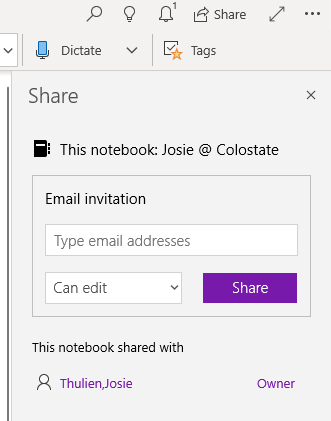 1
Share
Dictate
Tags
Share
This notebook: Josie @ Colostate
Email invitation
Type email addresses
Can edit
Share
This notebook shared with
Thulien,Josie
Owner